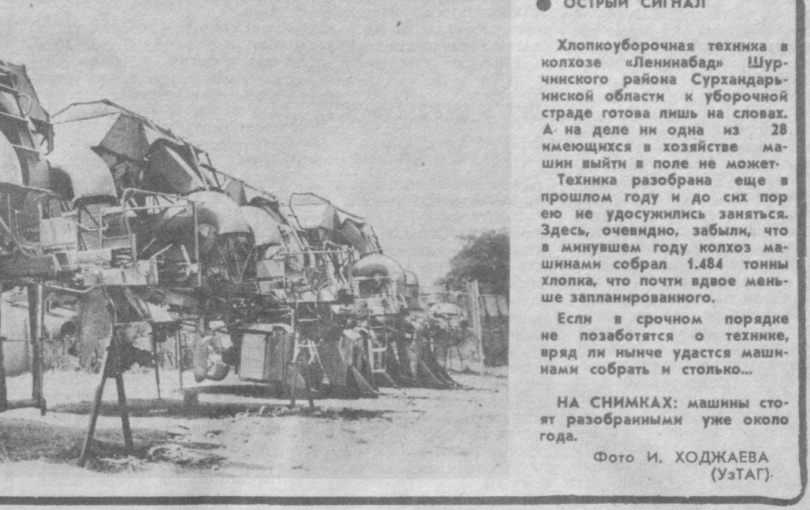 ● ОСТРЫЙ СИГНАЛ
Хлопкоуборочная техника в
колхозе «Ленинабад» Шур-
чинского района Сурхандарь-
инской области к уборочной
страде готова лишь на словах.
А на деле ни одна из 28
имеющихся в хозяйстве ма-
шин выйти в поле не может.
Техника разобрана еще в
прошлом году и до сих пор
ею не удосужились заняться.
Здесь, очевидно, забыли, что
в минувшем году колхоз ма-
шинами собрал 1.484 тонны
хлопка, что почти вдвое мень-
ше запланированного.
Если в срочном порядке
не позаботятся о технике,
вряд ли нынче удастся маши-
нами собрать и столько...
НА СНИМКАХ: машины сто-
ят разобранными уже около
года.
Фото И. ХОДЖАЕВА
(УзТАГ).